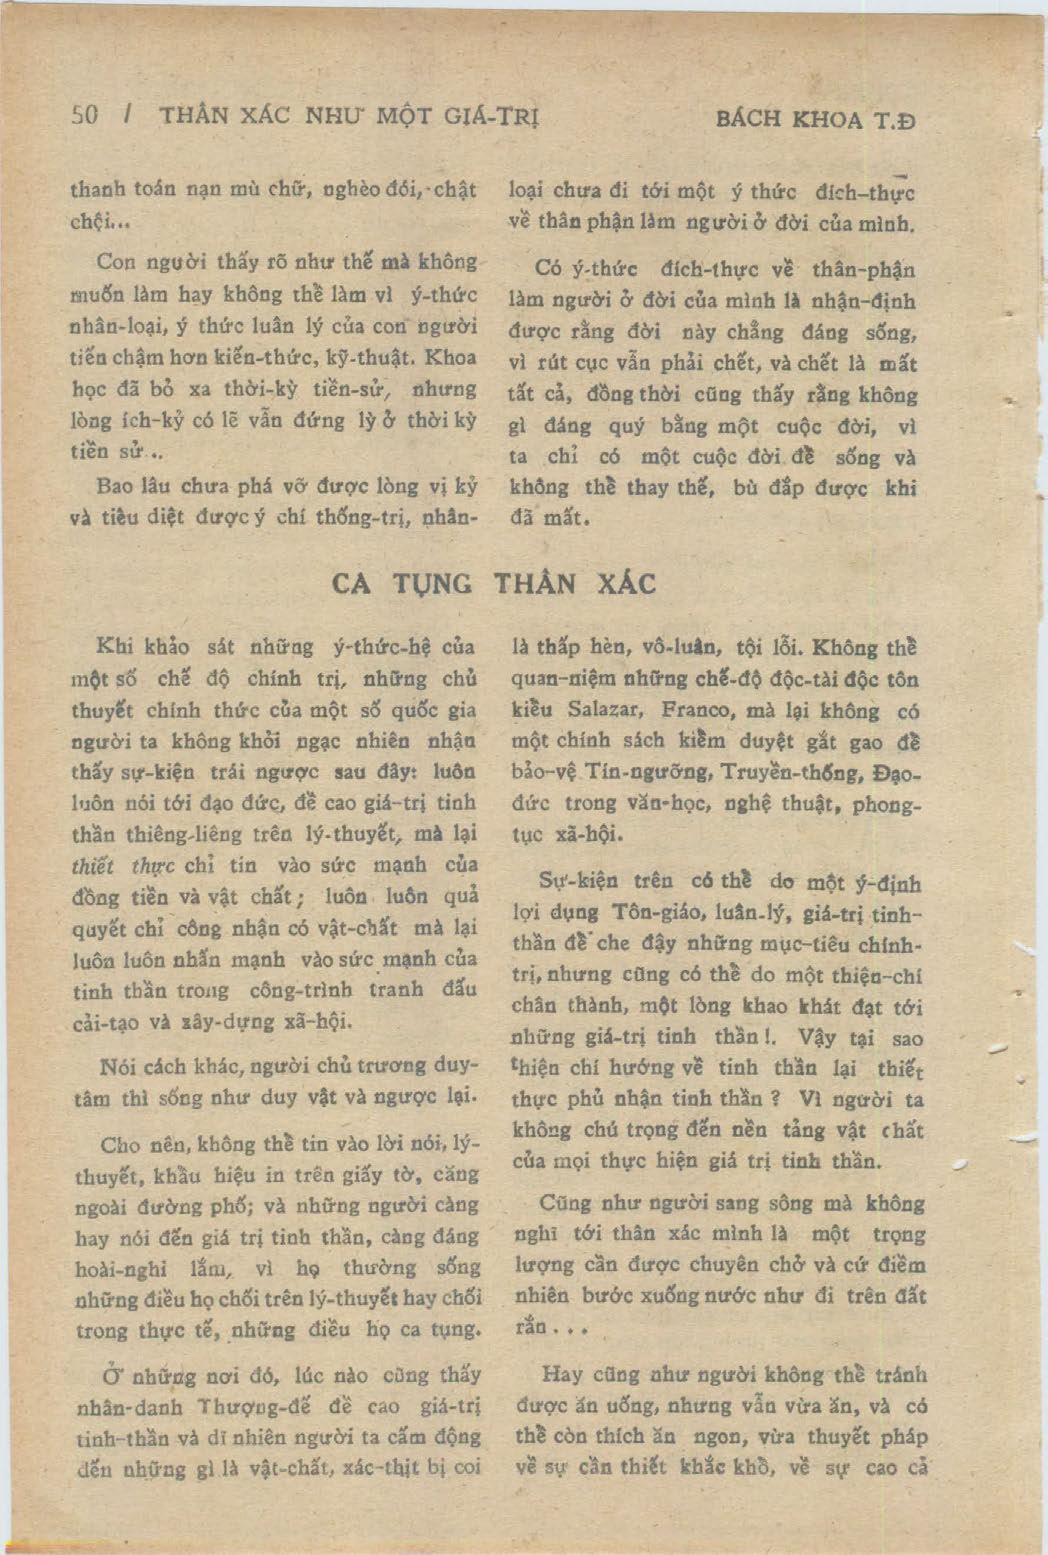 50 / THÂN XÁC NHƯ MỘT GIÁ-TRỊ
BÁCH KHOA T.Đ
thanh toán nạn mù chữ, nghèo đói, chật
chội...
Con người thấy rõ như thế mà không
muốn làm hay không thể làm vì ý-thức
nhân-loại, ý thức luân lý của con người
tiến chậm hơn kiến-thức, kỹ-thuật. Khoa
học đã bỏ xa thời-kỳ tiền-sử, nhưng
lòng ích-kỷ có lẽ vẫn đứng lỳ ở thời kỳ
tiền sử ..
Bao lâu chưa phá vỡ được lòng vị kỷ
và tiêu diệt được ý chí thống-trị, nhân-
loại chưa đi tới một ý thức đích-thực
về thân phận làm người ở đời của mình.
Có ý-thức đích-thực về thân-phận
làm người ở đời của mình là nhận-định
được rằng đời này chẳng đáng sống,
vì rút cục vẫn phải chết, và chết là mất
tất cả, đồng thời cũng thấy rằng không
gì đáng quý bằng một cuộc đời, vì
ta chỉ có một cuộc đời để sống và
không thể thay thế, bù đắp được khi
đã mất.
CA TỤNG THÂN XÁC
Khi khảo sát những ý-thức-hệ của
một số chế độ chính trị, những chủ
thuyết chính thức của một số quốc gia
người ta không khỏi ngạc nhiên nhận
thấy sự-kiện trái ngược sau đây: luôn
luôn nói tới đạo đức, đề cao giá-trị tinh
thần thiêng-liêng trên lý-thuyết, mà lại
thiết thực chỉ tin vào sức mạnh của
đồng tiền và vật chất; luôn luôn quả
quyết chỉ công nhận có vật-chất mà lại
luôn luôn nhấn mạnh vào sức mạnh của
tinh thần trong công-trình tranh đấu
cải-tạo và xây-dựng xã-hội.
Nói cách khác, người chủ trương duy-
tâm thì sống như duy vật và ngược lại.
Cho nên, không thể tin vào lời nói, lý-
thuyết, khẩu hiệu in trên giấy tờ, căng
ngoài đường phố; và những người càng
hay nói đến giá trị tinh thần, càng đáng
hoài-nghi lắm, vì họ thường sống
những điều họ chối trên lý-thuyết hay chối
trong thực tế, những điều họ ca tụng.
Ở những nơi đó, lúc nào cũng thấy
nhân-danh Thượng-đế đề cao giá-trị
tinh-thần và dĩ nhiên người ta cấm động
đến những gì là vật-chất, xác-thịt bị coi
là thấp hèn, vô-luân, tội lỗi. Không thể
quan-niệm những chế-độ độc-tài độc tôn
kiểu Salazar, Franco, mà lại không có
một chính sách kiểm duyệt gắt gao để
bảo-vệ Tín-ngưỡng, Truyền-thống, Đạo-
đức trong văn-học, nghệ thuật, phong-
tục xã-hội.
Sự-kiện trên có thể do một ý-định
lợi dụng Tôn-giáo, luân-lý, giá-trị tinh-
thần để che đậy những mục-tiêu chính-
trị, nhưng cũng có thể do một thiện-chí
chân thành, một lòng khao khát đạt tới
những giá-trị tinh thần !. Vậy tại sao
thiện chí hướng về tinh thần lại thiết
thực phủ nhận tinh thần ? Vì người ta
không chú trọng đến nền tảng vật chất
của mọi thực hiện giá trị tinh thần.
Cũng như người sang sông mà không
nghĩ tới thân xác mình là một trọng
lượng cần được chuyên chở và cứ điềm
nhiên bước xuống nước như đi trên đất
rắn . . .
Hay cũng như người không thể tránh
được ăn uống, nhưng vẫn vừa ăn, và có
thể còn thích ăn ngon, vừa thuyết pháp
về sự cần thiết khắc khổ, về sự cao cả